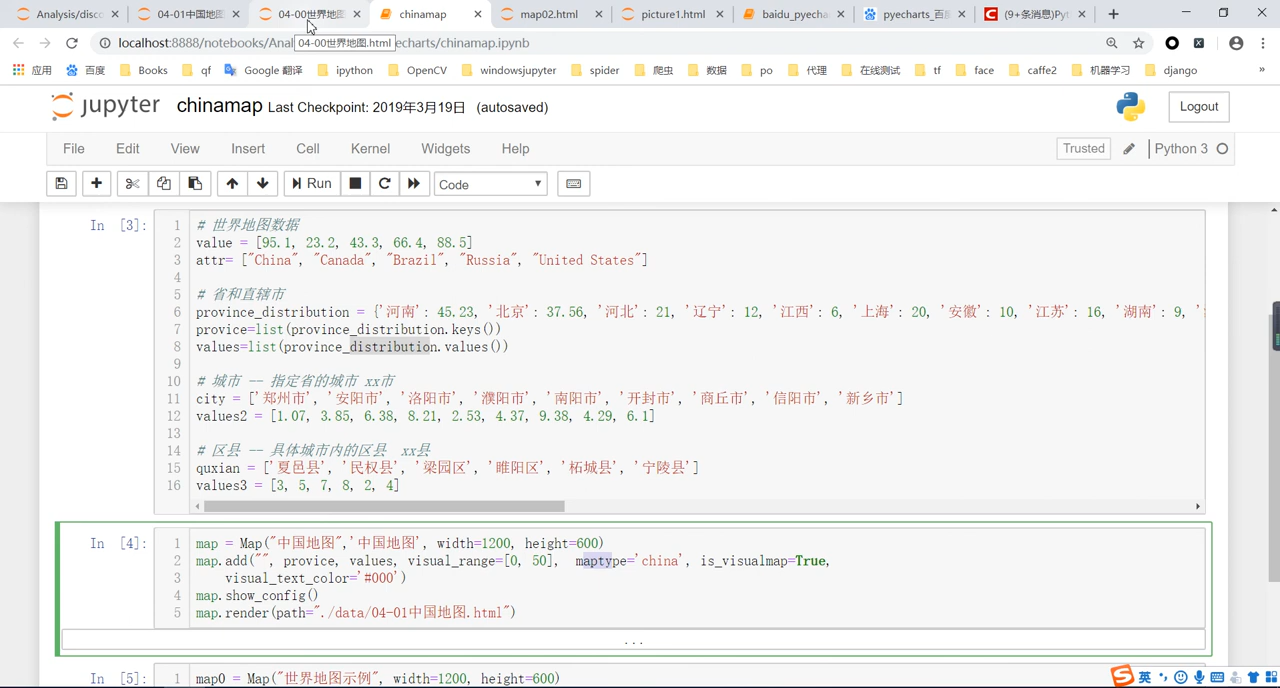 Analysis/disc
04-01中国地图
04-00世界地图
chinamap
map02.html
picture1.html
baidu_pyechar
pyecharts_百度
(9+条消息)Pyt
localhost:8888/notebooks/Anal
echarts/chinamap.ipynb
04-00世界地图.html
应用
百度
Books
qf
Google 翻译
ipython
OpenCV
windowsjupyter
spider
爬虫
数据
po
代理
在线测试
tf
face
caffe2
机器学习
django
»
jupyter chinamap Last Checkpoint: 2019年3月19日 (autosaved)
Logout
File Edit View Insert Cell Kernel Widgets Help
Trusted
Python 3
Run
Code
In [3]:
1 # 世界地图数据
2 value = [95.1, 23.2, 43.3, 66.4, 88.5]
3 attr= ["China", "Canada", "Brazil", "Russia", "United States"]
4
5 # 省和直辖市
6 province_distribution = {'河南': 45.23, '北京': 37.56, '河北': 21, '辽宁': 12, '江西': 6, '上海': 20, '安徽': 10, '江苏': 16, '湖南': 9, '
7 provice=list(province_distribution.keys())
8 values=list(province_distribution.values())
9
10 # 城市 -- 指定省的城市 xx市
11 city = ['郑州市', '安阳市', '洛阳市', '濮阳市', '南阳市', '开封市', '商丘市', '信阳市', '新乡市']
12 values2 = [1.07, 3.85, 6.38, 8.21, 2.53, 4.37, 9.38, 4.29, 6.1]
13
14 # 区县 -- 具体城市内的区县 xx县
15 quxian = ['夏邑县', '民权县', '梁园区', '睢阳区', '柘城县', '宁陵县']
16 values3 = [3, 5, 7, 8, 2, 4]
In [4]:
1 map = Map("中国地图",'中国地图', width=1200, height=600)
2 map.add("", provice, values, visual_range=[0, 50], maptype='china', is_visualmap=True,
3 visual_text_color='#000')
4 map.show_config()
5 map.render(path="./data/04-01中国地图.html")
...
In [5]:
1 map0 = Map("世界地图示例", width=1200, height=600)
英